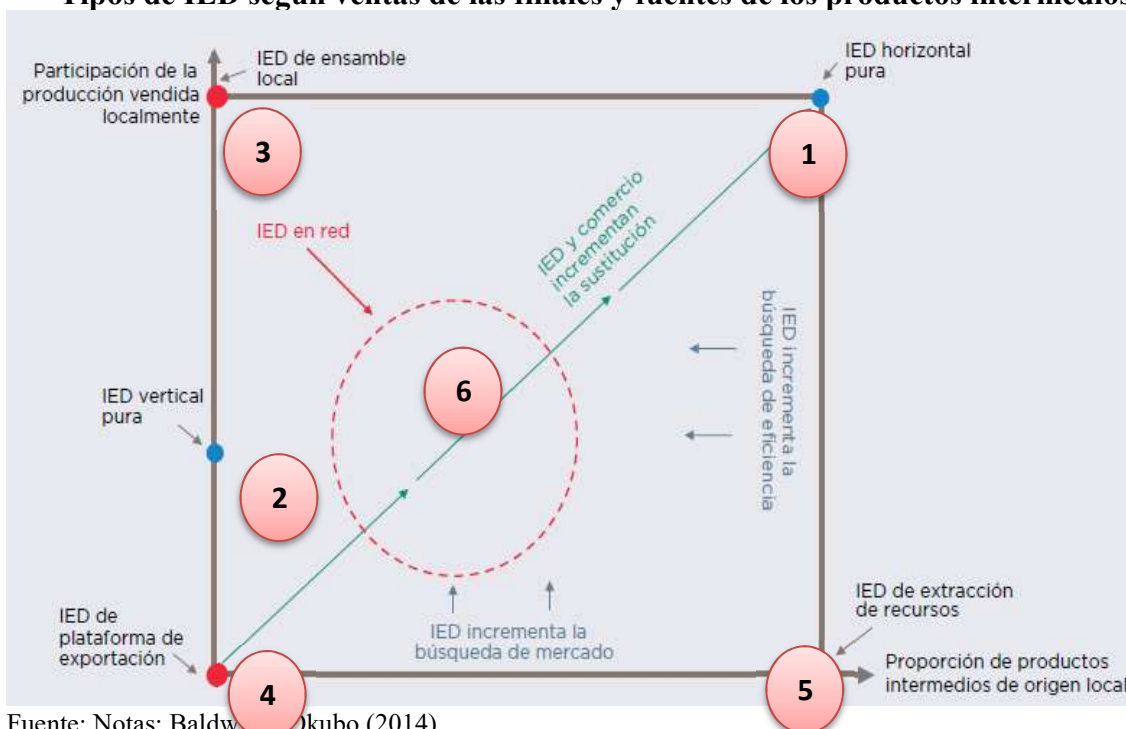 Tipos de IED según ventas de las filiales y fuentes de los productos intermedios
IED de ensamble
local
IED horizontal
pura
Participación de la
producción vendida
localmente
3
1
IED en red
IED y comercio
incrementan
la sustitución
IED incrementa la
búsqueda de eficiencia
6
IED vertical
pura
2
IED de
plataforma de
exportación
IED incrementa la
búsqueda de mercado
IED de extracción
de recursos
4
5
Proporción de productos
intermedios de origen local
Fuente: Notas: Okubo (2014)